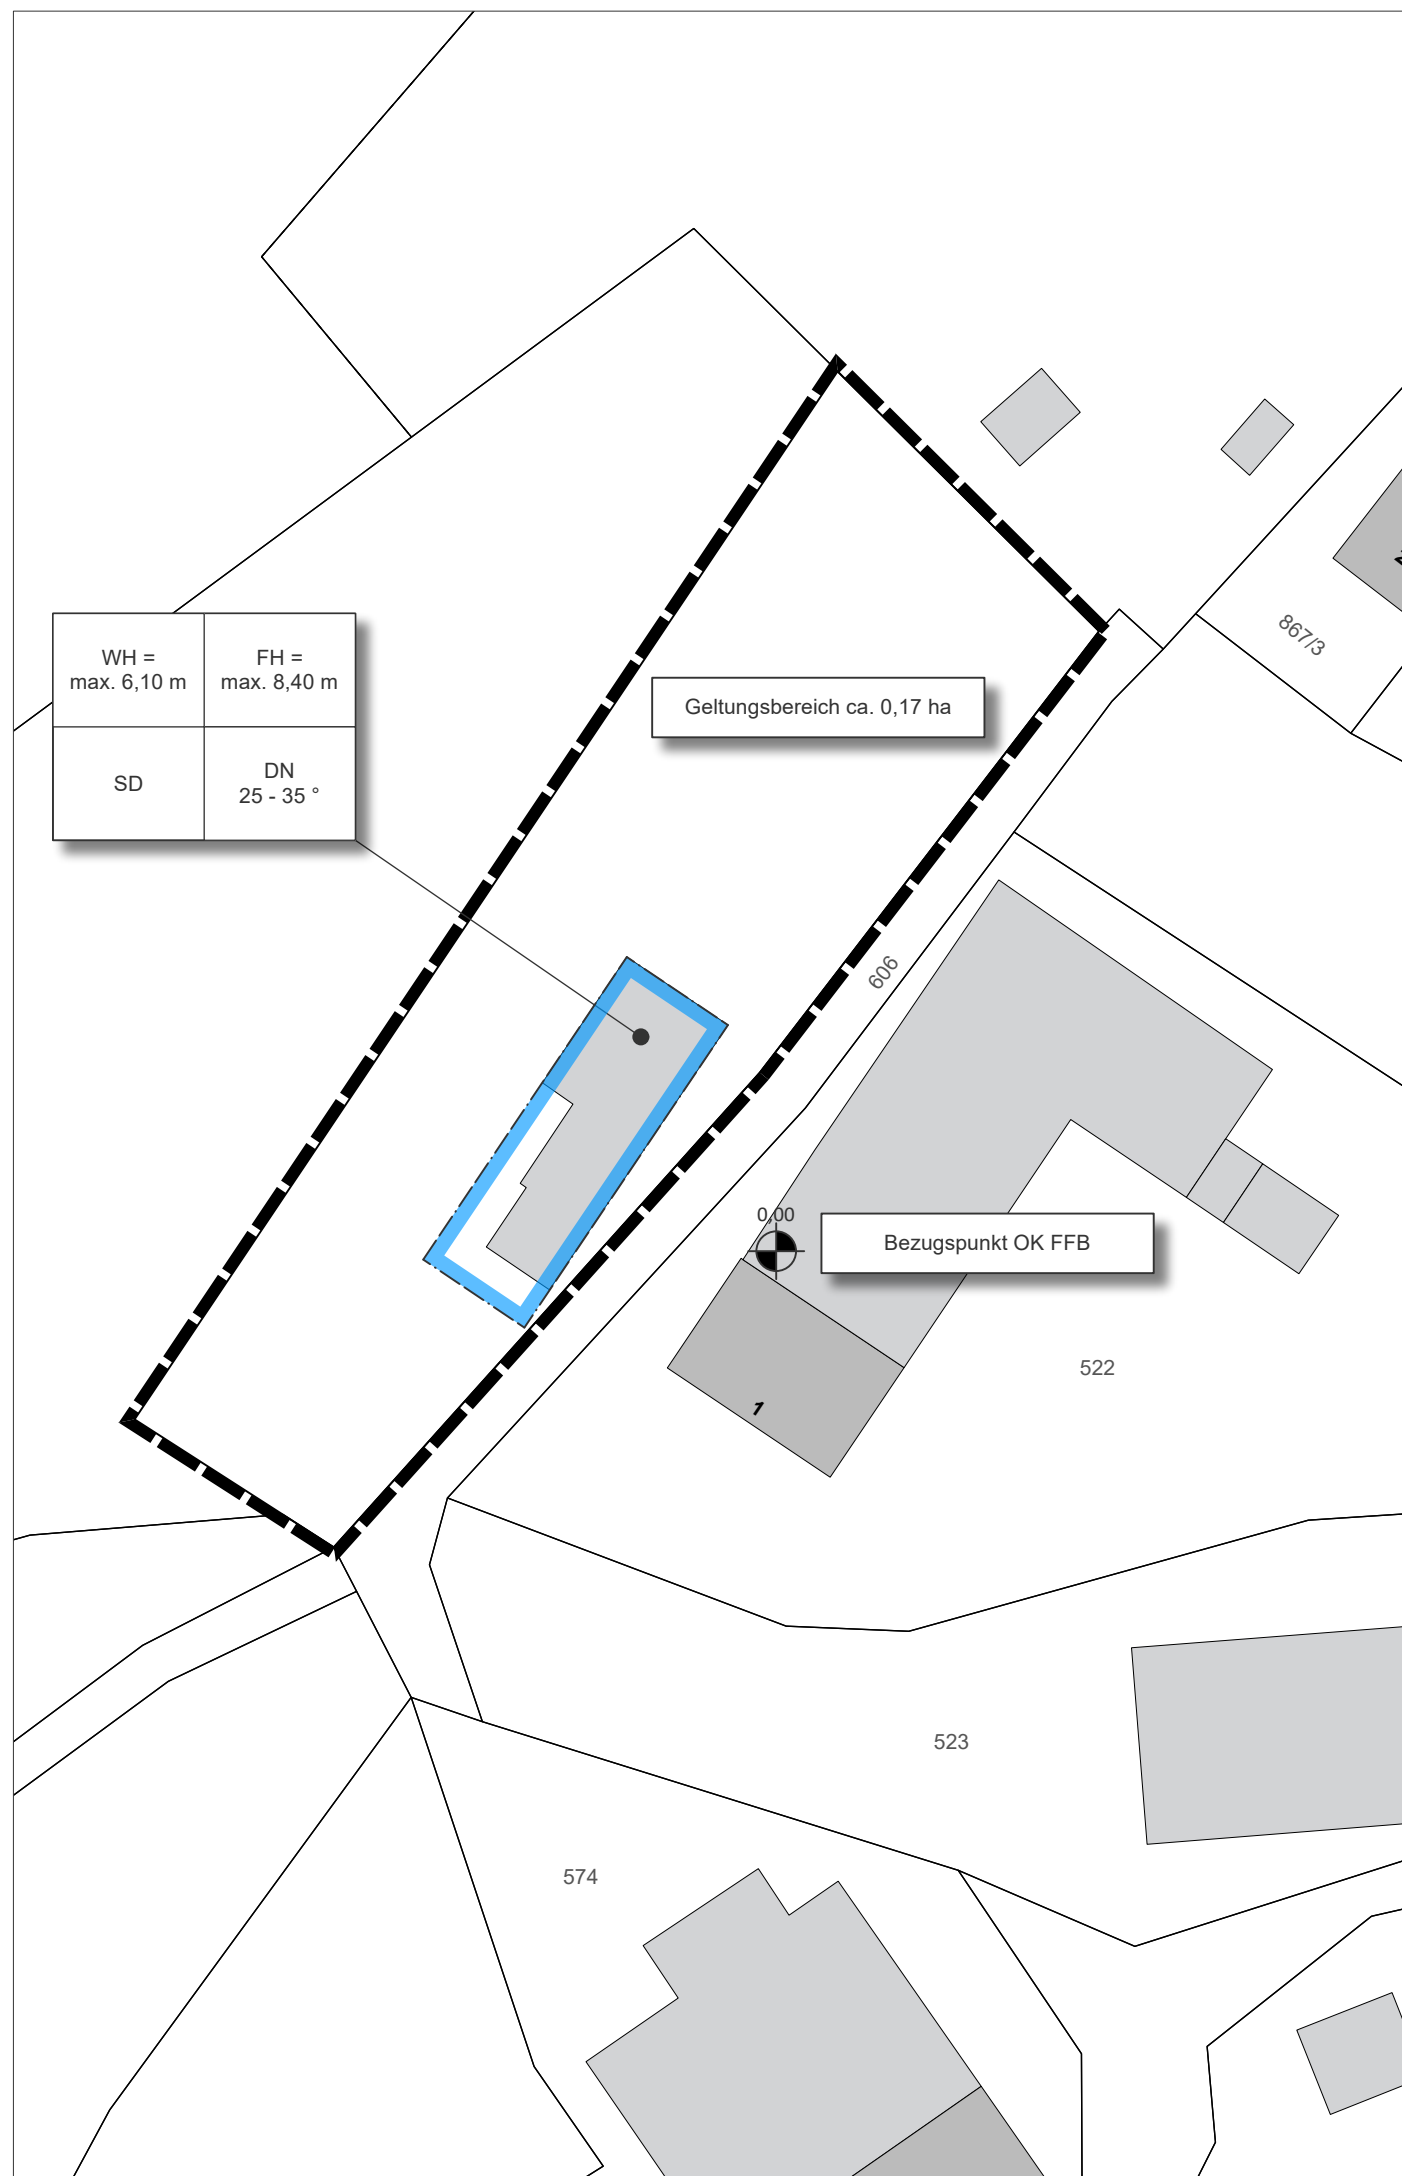 WH =
max. 6,10 m
FH =
max. 8,40 m
SD
DN
25 - 35 °
Geltungsbereich ca. 0,17 ha
867/3
606
0,00
Bezugspunkt OK FFB
522
1
523
574